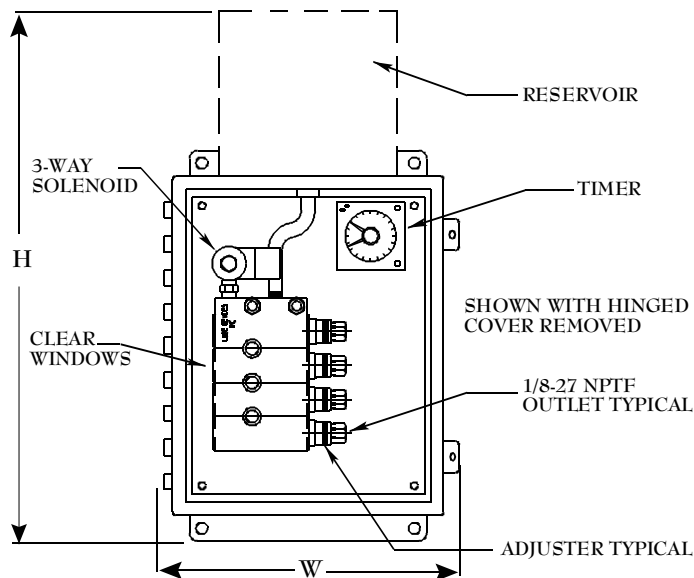 RESERVOIR
3-WAY
SOLENOID
TIMER
H
SHOWN WITH HINGED
COVER REMOVED
CLEAR
WINDOWS
1/8-27 NPTF
OUTLET TYPICAL
ADJUSTER TYPICAL
W